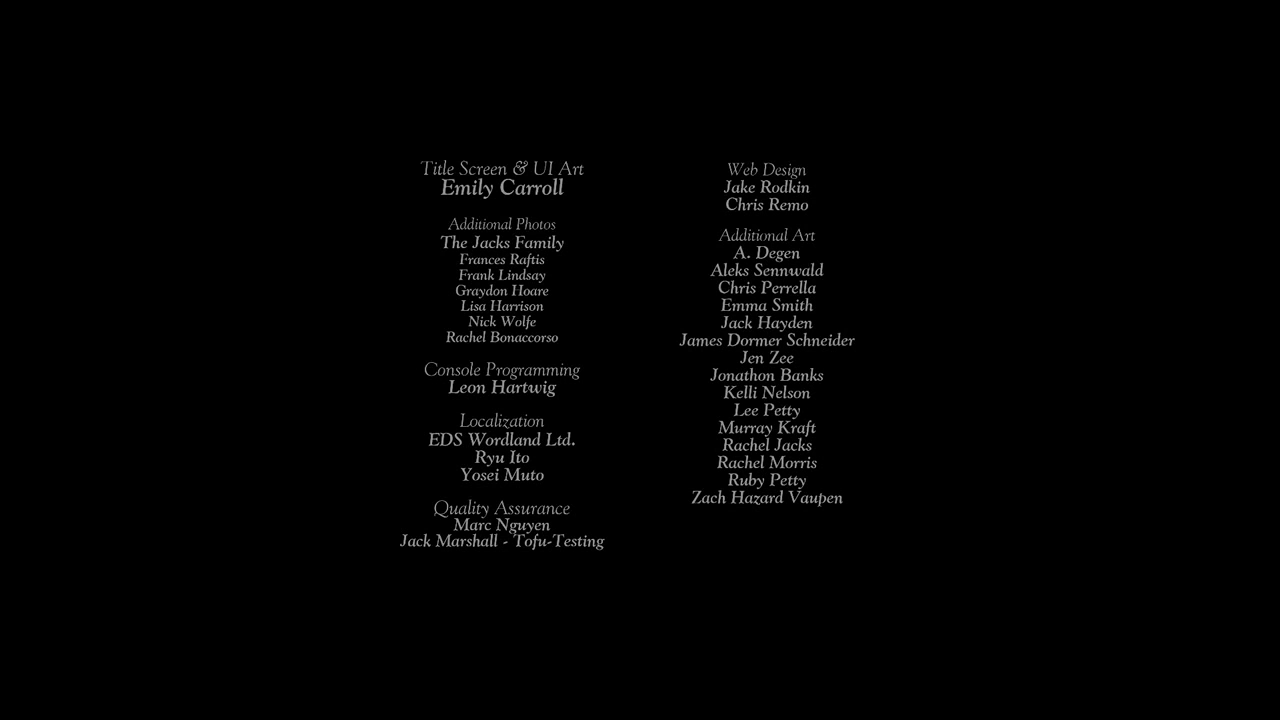 Title Screen & UI Art
Emily Carroll
Additional Photos
The Jacks Family
Frances Raftis
Frank Lindsay
Graydon Hoare
Lisa Harrison
Nick Wolfe
Rachel Bonaccorso
Console Programming
Leon Hartwig
Localization
EDS Wordland Ltd.
Ryu Ito
Yosei Muto
Quality Assurance
Marc Nguyen
Jack Marshall - Tofu-Testing
Web Design
Jake Rodkin
Chris Remo
Additional Art
A. Degen
Aleks Sennwald
Chris Perrella
Emma Smith
Jack Hayden
James Dormer Schneider
Jen Zee
Jonathon Banks
Kelli Nelson
Lee Petty
Murray Kraft
Rachel Jacks
Rachel Morris
Ruby Petty
Zach Hazard Vaupen